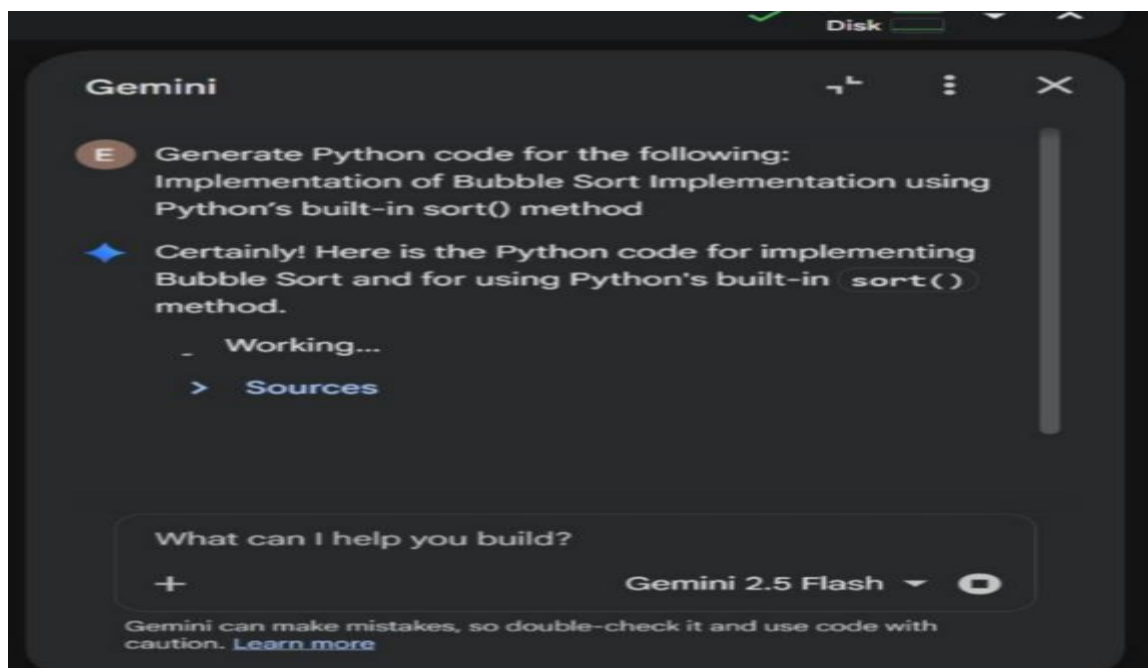 Disk
Gemini
E
Generate Python code for the following:
Implementation of Bubble Sort Implementation using
Python's built-in sort() method
Certainly! Here is the Python code for implementing
Bubble Sort and for using Python's built-in sort()
method.
Working...
Sources
What can I help you build?
Gemini 2.5 Flash
Gemini can make mistakes, so double-check it and use code with
caution. Learn more